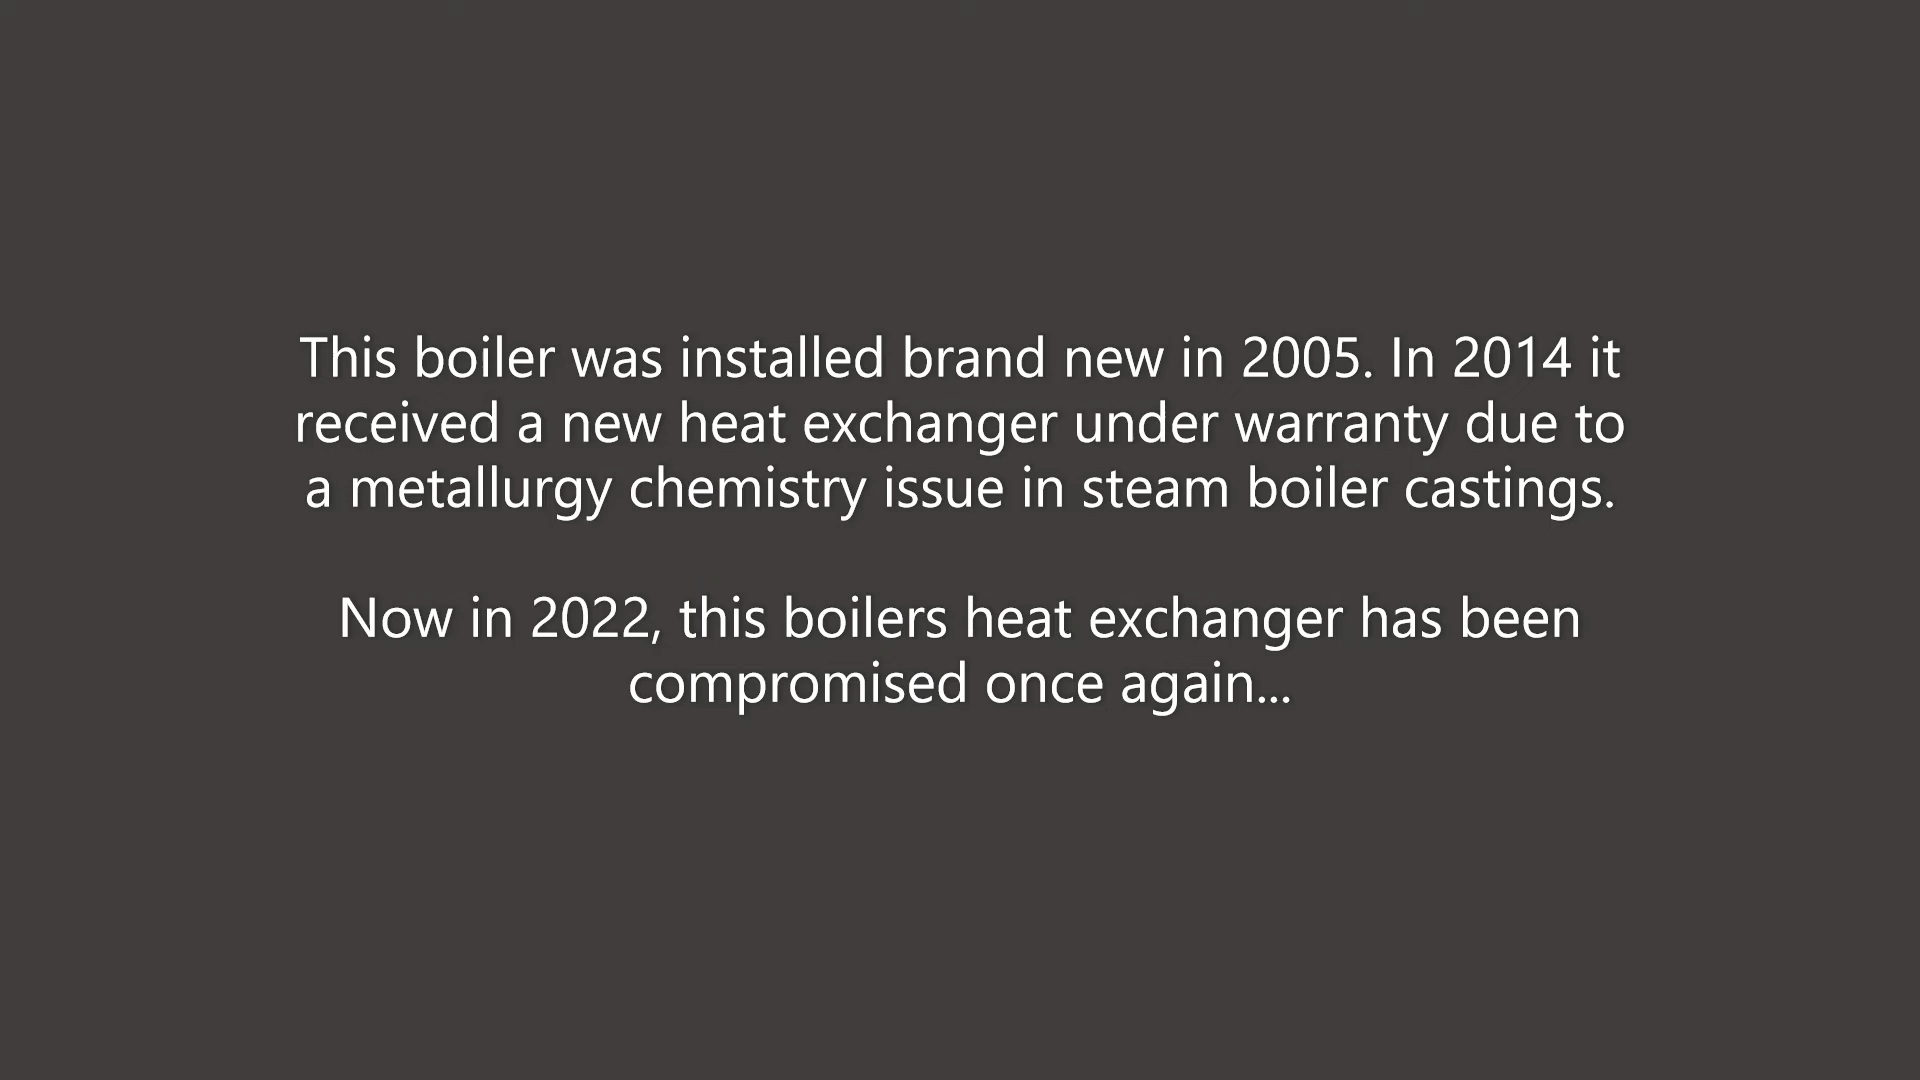 This boiler was installed brand new in 2005. In 2014 it
received a new heat exchanger under warranty due to
a metallurgy chemistry issue in steam boiler castings.
Now in 2022, this boilers heat exchanger has been
compromised once again...